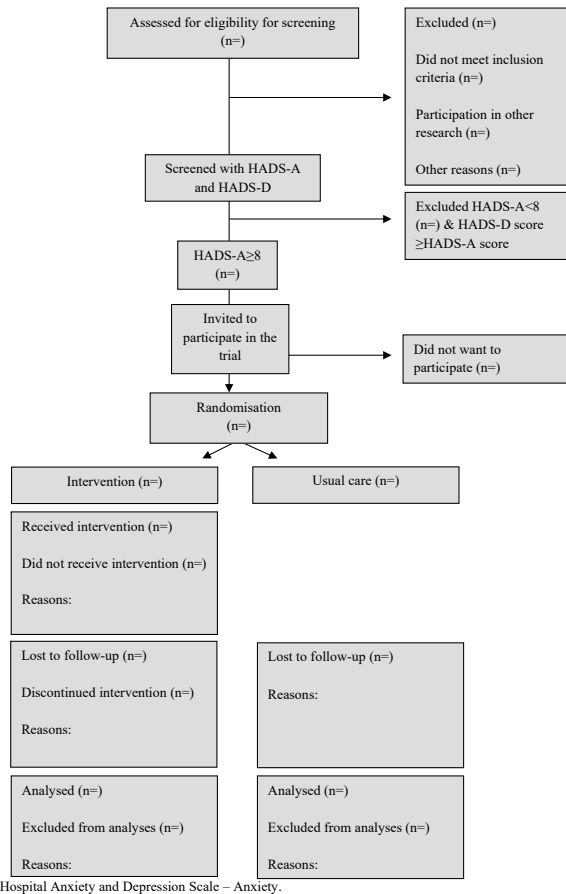 Assessed for eligibility for screening
(n=)
Excluded (n=)
Did not meet inclusion
criteria (n=)
Participation in other
research (n=)
Other reasons (n=)
Screened with HADS-A
and HADS-D
Excluded HADS-A<8
(n=) & HADS-D score
≥HADS-A score
HADS-A≥8
(n=)
Invited to
participate in the
trial
Did not want to
participate (n=)
Randomisation
(n=)
Intervention (n=)
Usual care (n=)
Received intervention (n=)
Did not receive intervention (n=)
Reasons:
Lost to follow-up (n=)
Discontinued intervention (n=)
Reasons:
Lost to follow-up (n=)
Reasons:
Analysed (n=)
Excluded from analyses (n=)
Reasons:
Analysed (n=)
Excluded from analyses (n=)
Reasons:
Hospital Anxiety and Depression Scale – Anxiety.